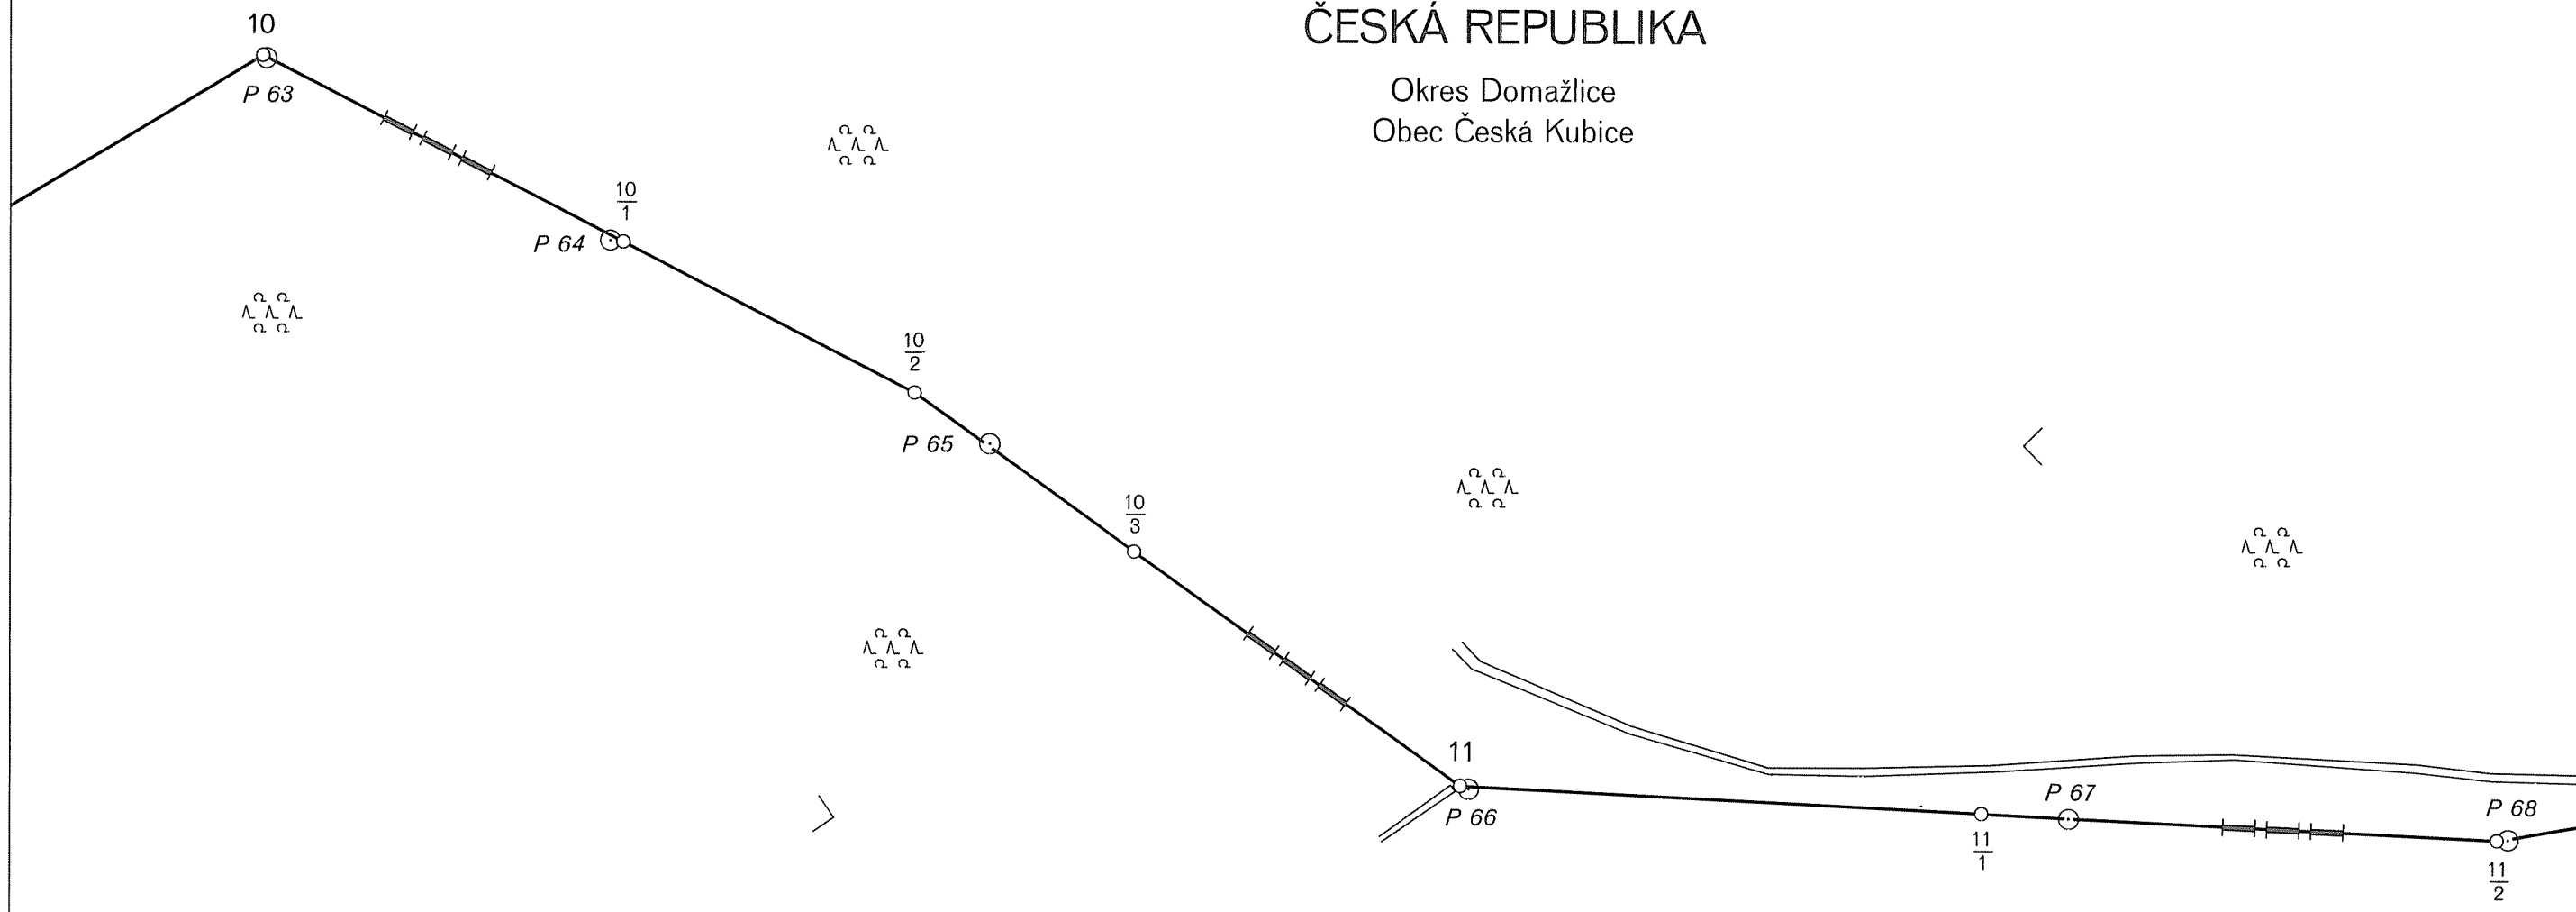 ČESKÁ REPUBLIKA
Okres Domažlice
Obec Česká Kubice
10
P 63
10/1
P 64
10/2
P 65
10/3
11
P 66
11/1
P 67
P 68
11/2